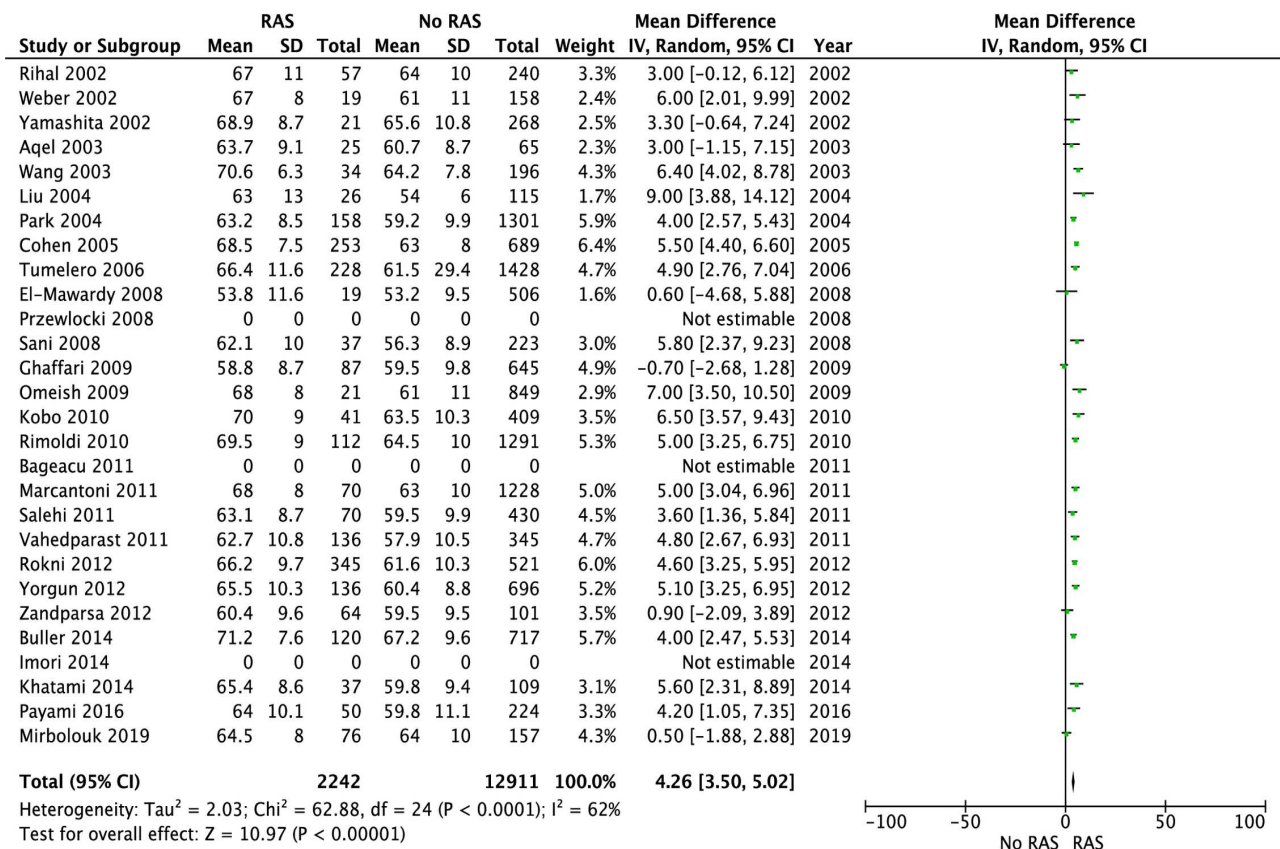 RAS No RAS Mean Difference Mean Difference
Study or Subgroup Mean SD Total Mean SD Total Weight IV, Random, 95% CI Year IV, Random, 95% CI
Rihal 2002 67 11 57 64 10 240 3.3% 3.00 [-0.12, 6.12] 2002
Weber 2002 67 8 19 61 11 158 2.4% 6.00 [2.01, 9.99] 2002
Yamashita 2002 68.9 8.7 21 65.6 10.8 268 2.5% 3.30 [-0.64, 7.24] 2002
Aqel 2003 63.7 9.1 25 60.7 8.7 65 2.3% 3.00 [-1.15, 7.15] 2003
Wang 2003 70.6 6.3 34 64.2 7.8 196 4.3% 6.40 [4.02, 8.78] 2003
Liu 2004 63 13 26 54 6 115 1.7% 9.00 [3.88, 14.12] 2004
Park 2004 63.2 8.5 158 59.2 9.9 1301 5.9% 4.00 [2.57, 5.43] 2004
Cohen 2005 68.5 7.5 253 63 8 689 6.4% 5.50 [4.40, 6.60] 2005
Tumelero 2006 66.4 11.6 228 61.5 29.4 1428 4.7% 4.90 [2.76, 7.04] 2006
El-Mawardy 2008 53.8 11.6 19 53.2 9.5 506 1.6% 0.60 [-4.68, 5.88] 2008
Przewlocki 2008 0 0 0 0 0 0 Not estimable 2008
Sani 2008 62.1 10 37 56.3 8.9 223 3.0% 5.80 [2.37, 9.23] 2008
Ghaffari 2009 58.8 8.7 87 59.5 9.8 645 4.9% -0.70 [-2.68, 1.28] 2009
Omeish 2009 68 8 21 61 11 849 2.9% 7.00 [3.50, 10.50] 2009
Kobo 2010 70 9 41 63.5 10.3 409 3.5% 6.50 [3.57, 9.43] 2010
Rimoldi 2010 69.5 9 112 64.5 10 1291 5.3% 5.00 [3.25, 6.75] 2010
Bageacu 2011 0 0 0 0 0 0 Not estimable 2011
Marcantoni 2011 68 8 70 63 10 1228 5.0% 5.00 [3.04, 6.96] 2011
Salehi 2011 63.1 8.7 70 59.5 9.9 430 4.5% 3.60 [1.36, 5.84] 2011
Vahedparast 2011 62.7 10.8 136 57.9 10.5 345 4.7% 4.80 [2.67, 6.93] 2011
Rokni 2012 66.2 9.7 345 61.6 10.3 521 6.0% 4.60 [3.25, 5.95] 2012
Yorgun 2012 65.5 10.3 136 60.4 8.8 696 5.2% 5.10 [3.25, 6.95] 2012
Zandparsa 2012 60.4 9.6 64 59.5 9.5 101 3.5% 0.90 [-2.09, 3.89] 2012
Buller 2014 71.2 7.6 120 67.2 9.6 717 5.7% 4.00 [2.47, 5.53] 2014
Imori 2014 0 0 0 0 0 0 Not estimable 2014
Khatami 2014 65.4 8.6 37 59.8 9.4 109 3.1% 5.60 [2.31, 8.89] 2014
Payami 2016 64 10.1 50 59.8 11.1 224 3.3% 4.20 [1.05, 7.35] 2016
Mirbolouk 2019 64.5 8 76 64 10 157 4.3% 0.50 [-1.88, 2.88] 2019
Total (95% CI) 2242 12911 100.0% 4.26 [3.50, 5.02]
Heterogeneity: Tau² = 2.03; Chi² = 62.88, df = 24 (P < 0.0001); I² = 62%
Test for overall effect: Z = 10.97 (P < 0.00001)
-100 -50 0 50 100
No RAS RAS